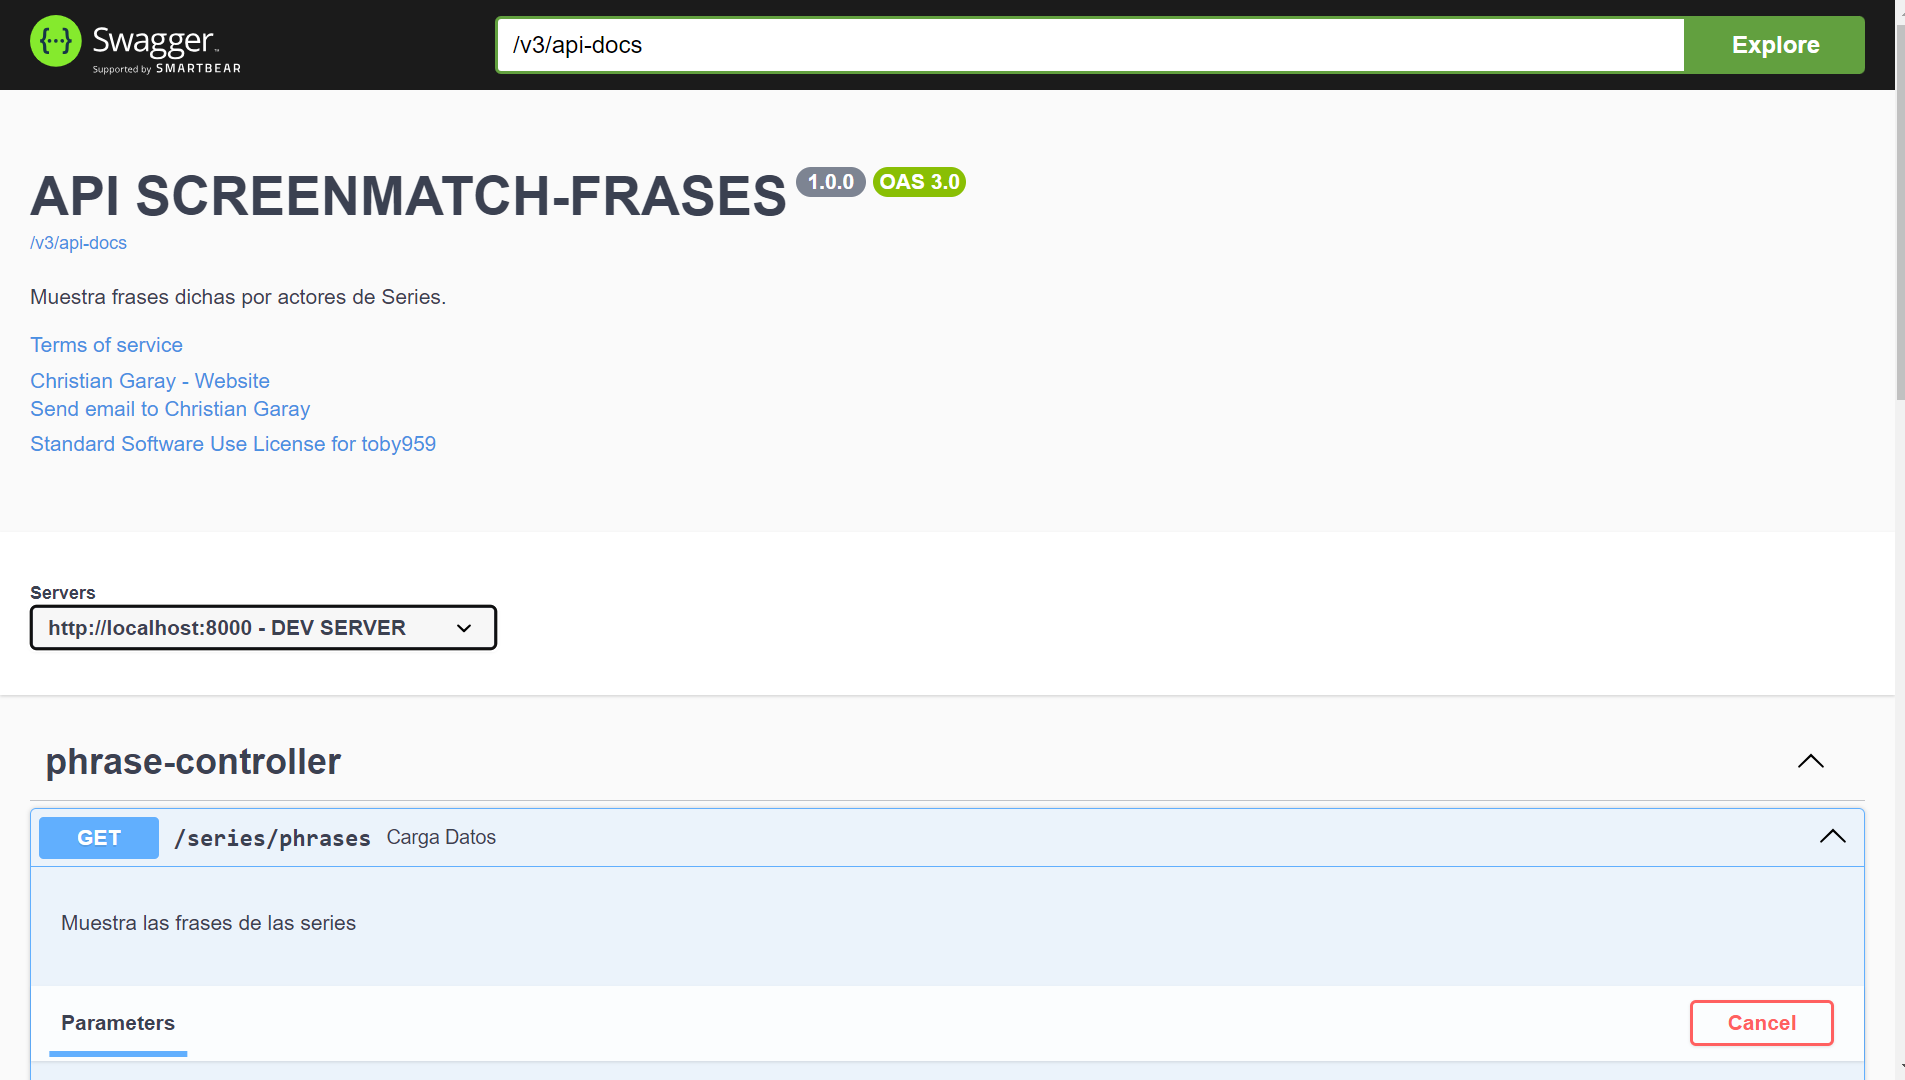 Swagger
Supported by SMARTBEAR
/v3/api-docs
Explore
API SCREENMATCH-FRASES 1.0.0 OAS 3.0
/v3/api-docs
Muestra frases dichas por actores de Series.
Terms of service
Christian Garay - Website
Send email to Christian Garay
Standard Software Use License for toby959
Servers
http://localhost:8000 - DEV SERVER
phrase-controller
GET /series/phrases Carga Datos
Muestra las frases de las series
Parameters
Cancel